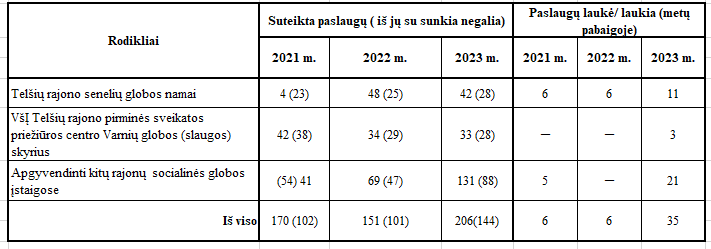 Rodikliai
Suteikta paslaugų ( iš jų su sunkia negalia)
Paslaugų laukė/ laukia (metų
pabaigoje)
2021 m. 2022 m. 2023 m. 2021 m. 2022 m. 2023 m.
Telšių rajono senelių globos namai 4 (23) 48 (25) 42 (28) 6 6 11
VšĮ Telšių rajono pirminės sveikatos
priežiūros centro Varnių globos (slaugos)
skyrius
42 (38) 34 (29) 33 (28) — — 3
Apgyvendinti kitų rajonų socialinės globos
įstaigose
(54) 41 69 (47) 131 (88) 5 — 21
Iš viso 170 (102) 151 (101) 206(144) 6 6 35